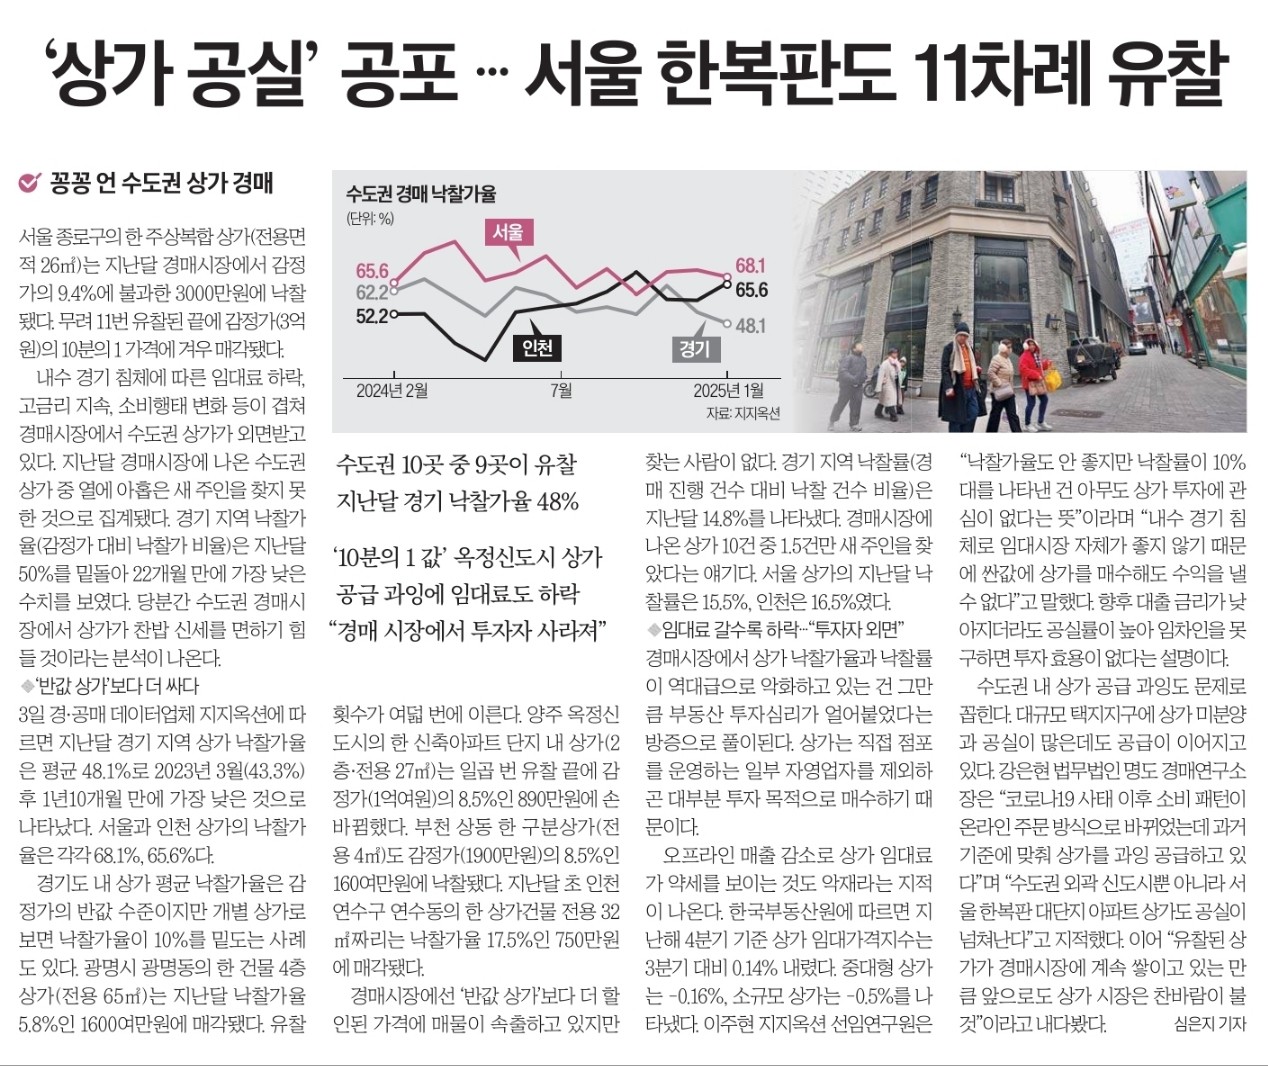 ‘상가 공실’ 공포 … 서울 한복판도 11차례 유찰
꽁꽁 언 수도권 상가 경매
서울 종로구의 한 주상복합 상가(전용면
적 26㎡)는 지난달 경매시장에서 감정
가의 9.4%에 불과한 3000만원에 낙찰
됐다. 무려 11번 유찰된 끝에 감정가(3억
원)의 10분의 1 가격에 겨우 매각됐다.
내수 경기 침체에 따른 임대료 하락,
고금리 지속, 소비행태 변화 등이 겹쳐
경매시장에서 수도권 상가가 외면받고
있다. 지난달 경매시장에 나온 수도권
상가 중 열에 아홉은 새 주인을 찾지 못
한 것으로 집계됐다. 경기 지역 낙찰가
율(감정가 대비 낙찰가 비율)은 지난달
50%를 밑돌아 22개월 만에 가장 낮은
수치를 보였다. 당분간 수도권 경매시
장에서 상가가 찬밥 신세를 면하기 힘
들 것이라는 분석이 나온다.
◆‘반값 상가’보다 더 싸다
3일 경·공매 데이터업체 지지옥션에 따
르면 지난달 경기 지역 상가 낙찰가율
은 평균 48.1%로 2023년 3월(43.3%)
후 1년10개월 만에 가장 낮은 것으로
나타났다. 서울과 인천 상가의 낙찰가
율은 각각 68.1%, 65.6%다.
경기도 내 상가 평균 낙찰가율은 감
정가의 반값 수준이지만 개별 상가로
보면 낙찰가율이 10%를 밑도는 사례
도 있다. 광명시 광명동의 한 건물 4층
상가(전용 65㎡)는 지난달 낙찰가율
5.8%인 1600여만원에 매각됐다. 유찰
수도권 경매 낙찰가율
(단위: %)
서울
65.6
62.2
52.2
68.1
65.6
48.1
인천
경기
2024년 2월
7월
2025년 1월
자료: 지지옥션
수도권 10곳 중 9곳이 유찰
지난달 경기 낙찰가율 48%
‘10분의 1 값’ 옥정신도시 상가
공급 과잉에 임대료도 하락
“경매 시장에서 투자자 사라져”
횟수가 여덟 번에 이른다. 양주 옥정신
도시의 한 신축아파트 단지 내 상가(2
층·전용 27㎡)는 일곱 번 유찰 끝에 감
정가(1억여원)의 8.5%인 890만원에 손
바뀜했다. 부천 상동 한 구분상가(전
용 4㎡)도 감정가(1900만원)의 8.5%인
160여만원에 낙찰됐다. 지난달 초 인천
연수구 연수동의 한 상가건물 전용 32
㎡짜리는 낙찰가율 17.5%인 750만원
에 매각됐다.
경매시장에선 ‘반값 상가’보다 더 할
인된 가격에 매물이 속출하고 있지만
찾는 사람이 없다. 경기 지역 낙찰률(경
매 진행 건수 대비 낙찰 건수 비율)은
지난달 14.8%를 나타냈다. 경매시장에
나온 상가 10건 중 1.5건만 새 주인을 찾
았다는 얘기다. 서울 상가의 지난달 낙
찰률은 15.5%, 인천은 16.5%였다.
◆임대료 갈수록 하락…“투자자 외면”
경매시장에서 상가 낙찰가율과 낙찰률
이 역대급으로 악화하고 있는 건 그만
큼 부동산 투자심리가 얼어붙었다는
방증으로 풀이된다. 상가는 직접 점포
를 운영하는 일부 자영업자를 제외하
곤 대부분 투자 목적으로 매수하기 때
문이다.
오프라인 매출 감소로 상가 임대료
가 약세를 보이는 것도 악재라는 지적
이 나온다. 한국부동산원에 따르면 지
난해 4분기 기준 상가 임대가격지수는
3분기 대비 0.14% 내렸다. 중대형 상가
는 -0.16%, 소규모 상가는 -0.5%를 나
타냈다. 이주현 지지옥션 선임연구원은
“낙찰가율도 안 좋지만 낙찰률이 10%
대를 나타낸 건 아무도 상가 투자에 관
심이 없다는 뜻”이라며 “내수 경기 침
체로 임대시장 자체가 좋지 않기 때문
에 싼값에 상가를 매수해도 수익을 낼
수 없다”고 말했다. 향후 대출 금리가 낮
아지더라도 공실률이 높아 임차인을 못
구하면 투자 효용이 없다는 설명이다.
수도권 내 상가 공급 과잉도 문제로
꼽힌다. 대규모 택지지구에 상가 미분양
과 공실이 많은데도 공급이 이어지고
있다. 강은현 법무법인 명도 경매연구소
장은 “코로나19 사태 이후 소비 패턴이
온라인 주문 방식으로 바뀌었는데 과거
기준에 맞춰 상가를 과잉 공급하고 있
다”며 “수도권 외곽 신도시뿐 아니라 서
울 한복판 대단지 아파트 상가도 공실이
넘쳐난다”고 지적했다. 이어 “유찰된 상
가가 경매시장에 계속 쌓이고 있는 만
큼 앞으로도 상가 시장은 찬바람이 불
것”이라고 내다봤다.
심은지 기자